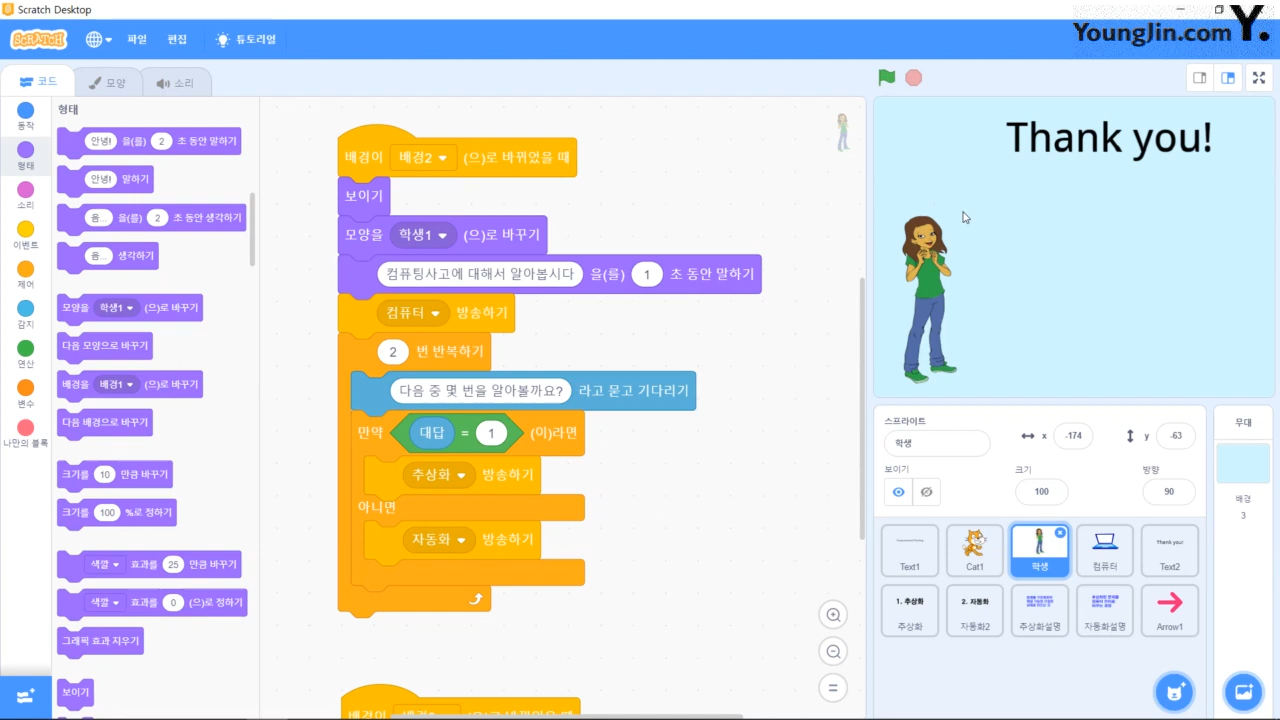 Scratch Desktop
YoungJin.com Y.
SCRATCH 파일 편집 튜토리얼
코드 모양 소리
형태
동작
형태
소리
이벤트
제어
감지
연산
변수
나만의 블록
안녕! 을(를) 2 초 동안 말하기
안녕! 말하기
음... 을(를) 2 초 동안 생각하기
음... 생각하기
모양을 학생1 (으)로 바꾸기
다음 모양으로 바꾸기
배경을 배경1 (으)로 바꾸기
다음 배경으로 바꾸기
크기를 10 만큼 바꾸기
크기를 100 %로 정하기
색깔 효과를 25 만큼 바꾸기
색깔 효과를 0 (으)로 정하기
그래픽 효과 지우기
보이기
배경이 배경2 (으)로 바뀌었을 때
보이기
모양을 학생1 (으)로 바꾸기
컴퓨팅사고에 대해서 알아봅시다 을(를) 1 초 동안 말하기
컴퓨터 방송하기
2 번 반복하기
다음 중 몇 번을 알아볼까요? 라고 묻고 기다리기
만약 대답 = 1 (이)라면
추상화 방송하기
아니면
자동화 방송하기
Thank you!
스프라이트
학생
x -174 y -63
보이기 크기 방향
100 90
Text1 Cat1 학생 컴퓨터 Thank you! Text2
1. 추상화 2. 자동화
추상화 자동화2 추상화설명 자동화설명 Arrow1
무대
배경
3